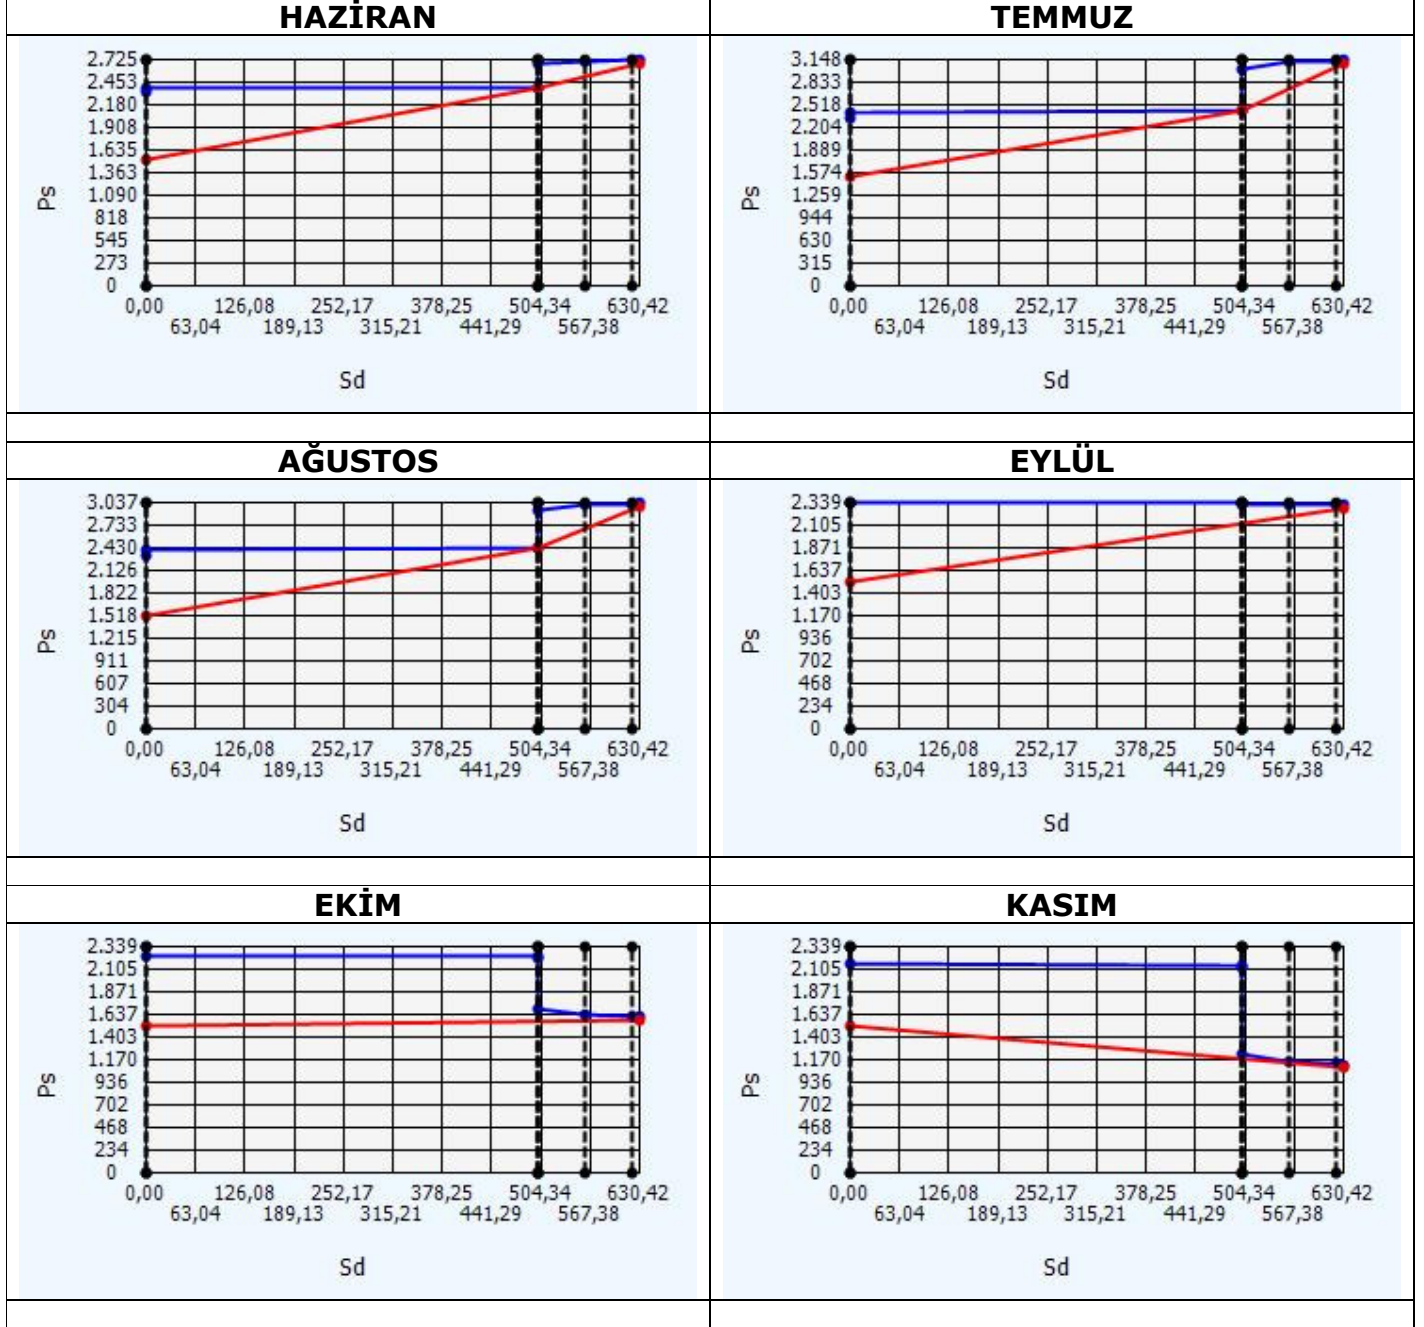 HAZİRAN
2.725
2.453
2.180
1.908
1.635
1.363
1.090
818
545
273
0
Ps
0,00 126,08 252,17 378,25 504,34 630,42
63,04 189,13 315,21 441,29 567,38
Sd
TEMMUZ
3.148
2.833
2.518
2.204
1.889
1.574
1.259
944
630
315
0
Ps
0,00 126,08 252,17 378,25 504,34 630,42
63,04 189,13 315,21 441,29 567,38
Sd
AĞUSTOS
3.037
2.733
2.430
2.126
1.822
1.518
1.215
911
607
304
0
Ps
0,00 126,08 252,17 378,25 504,34 630,42
63,04 189,13 315,21 441,29 567,38
Sd
EYLÜL
2.339
2.105
1.871
1.637
1.403
1.170
936
702
468
234
0
Ps
0,00 126,08 252,17 378,25 504,34 630,42
63,04 189,13 315,21 441,29 567,38
Sd
EKİM
2.339
2.105
1.871
1.637
1.403
1.170
936
702
468
234
0
Ps
0,00 126,08 252,17 378,25 504,34 630,42
63,04 189,13 315,21 441,29 567,38
Sd
KASIM
2.339
2.105
1.871
1.637
1.403
1.170
936
702
468
234
0
Ps
0,00 126,08 252,17 378,25 504,34 630,42
63,04 189,13 315,21 441,29 567,38
Sd